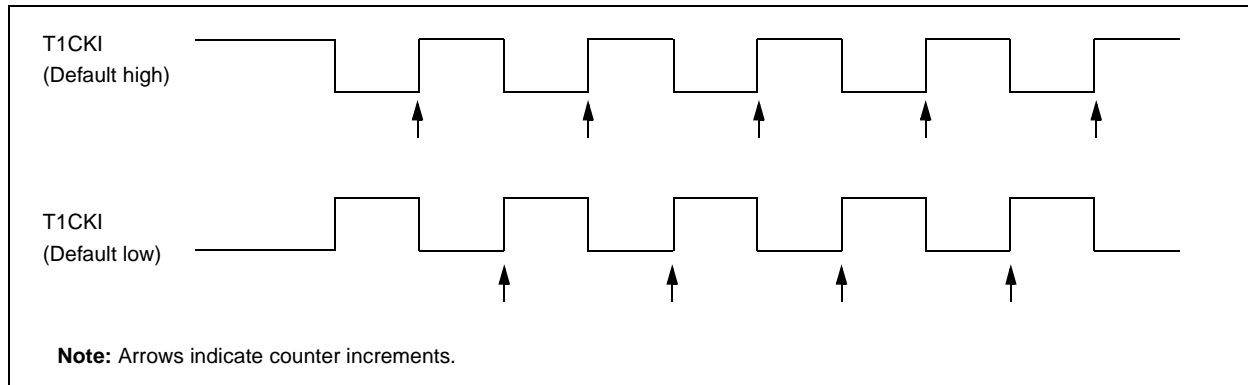 T1CKI
(Default high)
T1CKI
(Default low)
Note: Arrows indicate counter increments.